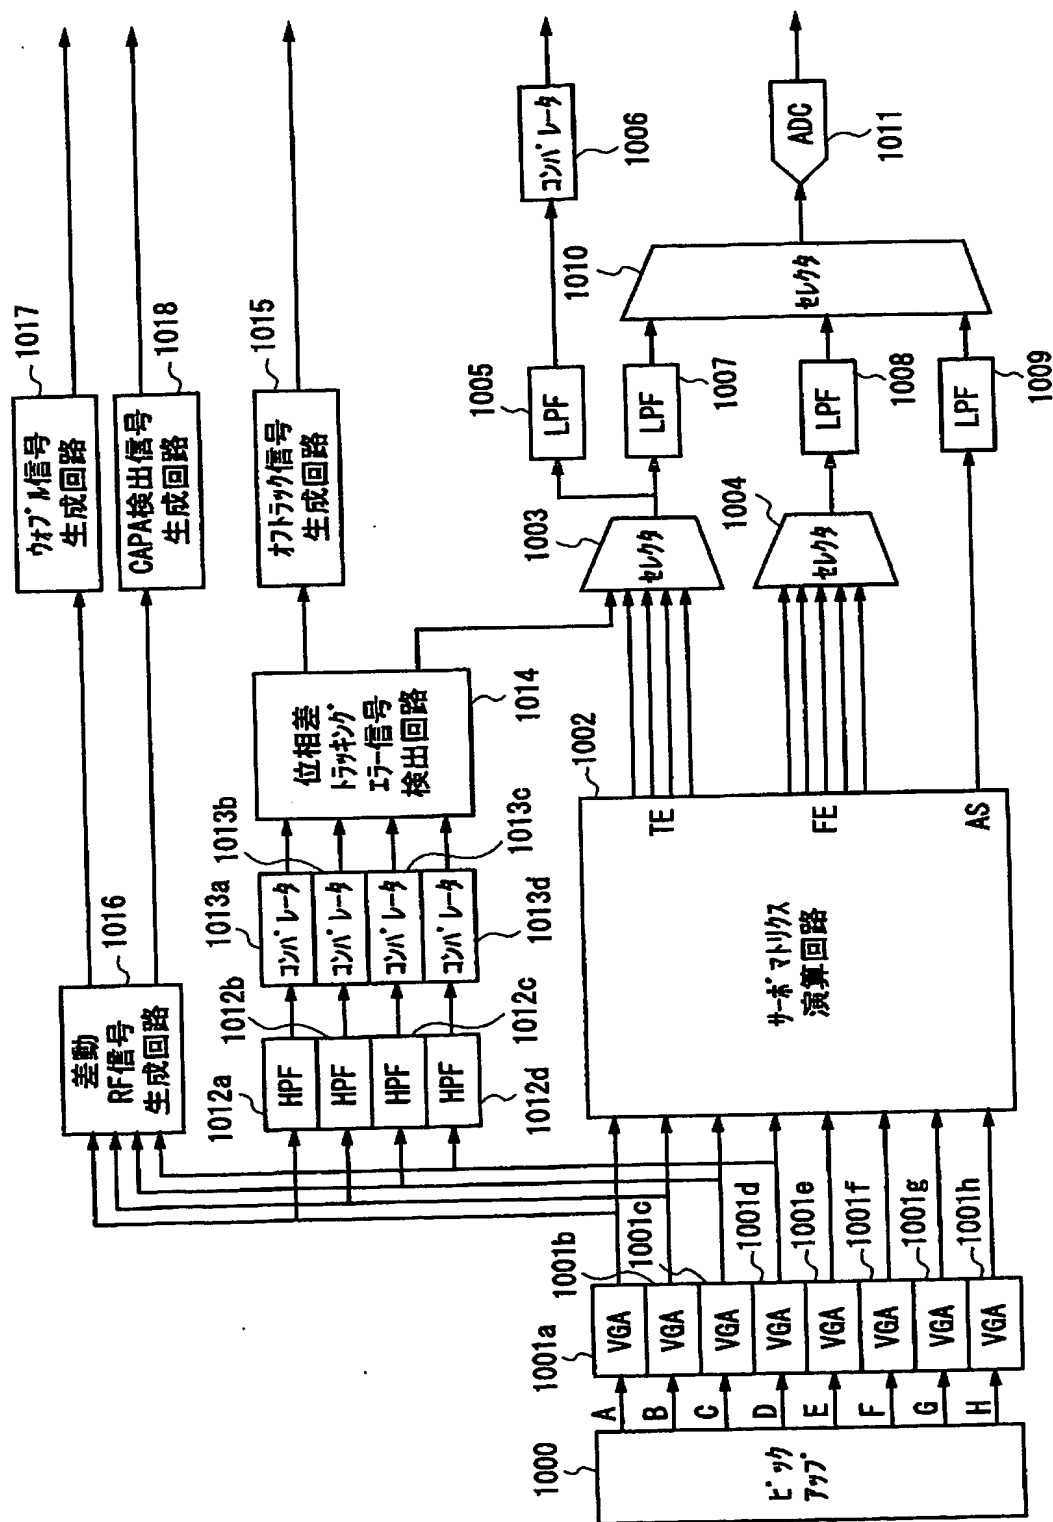 1017
ウォブル信号
生成回路
1018
CAPA検出信号
生成回路
1015
オフトラック信号
生成回路
1016
差動
RF信号
生成回路
1014
位相差
トラッキング
エラー信号
検出回路
1013a
1013b
1013c
1013d
コンパレータ
コンパレータ
コンパレータ
コンパレータ
1012a
1012b
1012c
1012d
HPF
HPF
HPF
HPF
1006
コンパレータ
1005
LPF
1007
LPF
1008
LPF
1009
LPF
1010
セレクタ
1011
ADC
1003
セレクタ
1004
セレクタ
1002
TE
FE
AS
サーボマトリクス
演算回路
1001a
1001b
1001c
1001d
1001e
1001f
1001g
1001h
VGA
VGA
VGA
VGA
VGA
VGA
VGA
VGA
A
B
C
D
E
F
G
H
1000
ピック
アップ